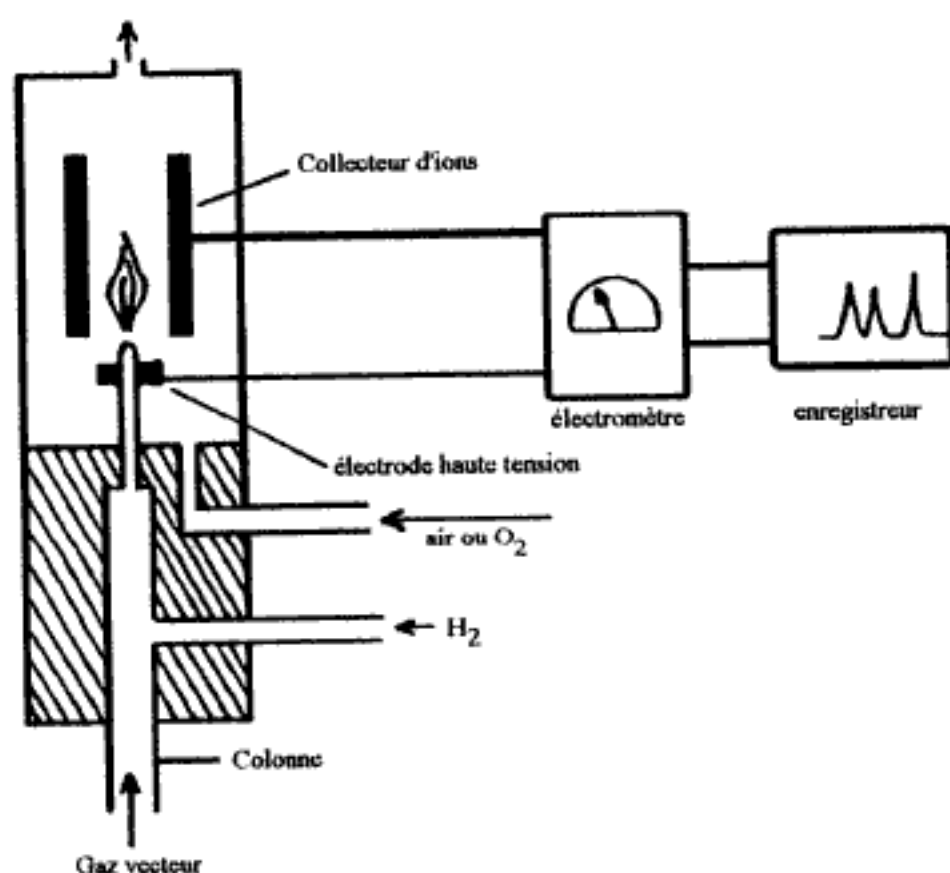 Collecteur d'ions
électromètre
enregistreur
électrode haute tension
air ou O2
H2
Colonne
Gaz vecteur